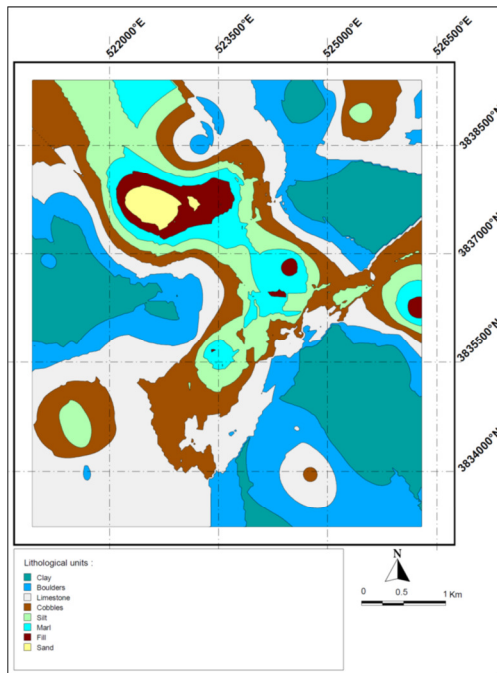 522000°E
523500°E
525000°E
526500°E
3838500°N
3837000°N
3835500°N
3834000°N
Lithological units :
Clay
Boulders
Limestone
Cobbles
Silt
Marl
Fill
Sand
N
0 0.5 1 Km